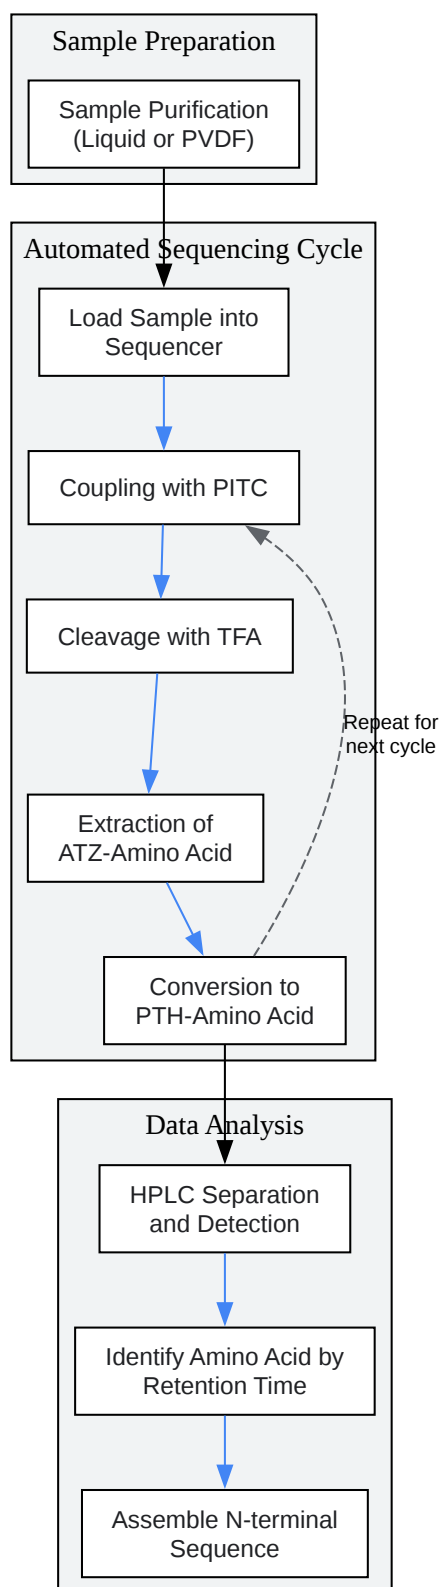 Sample Preparation
Sample Purification
(Liquid or PVDF)
Automated Sequencing Cycle
Load Sample into
Sequencer
Coupling with PITC
Cleavage with TFA
Repeat for
next cycle
Extraction of
ATZ-Amino Acid
Conversion to
PTH-Amino Acid
Data Analysis
HPLC Separation
and Detection
Identify Amino Acid by
Retention Time
Assemble N-terminal
Sequence